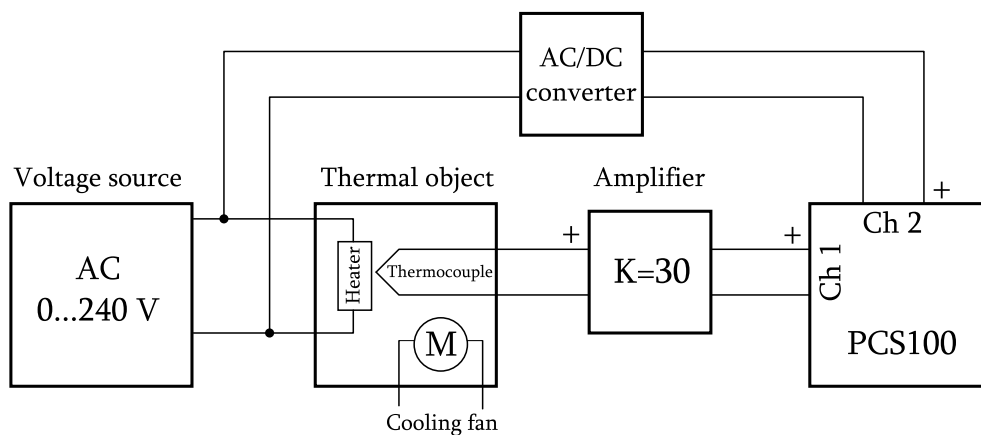 AC/DC
converter
Voltage source
Thermal object
Amplifier
+
Ch 2
AC
0...240 V
Heater
Thermocouple
+
K=30
+
Ch 1
M
PCS100
Cooling fan